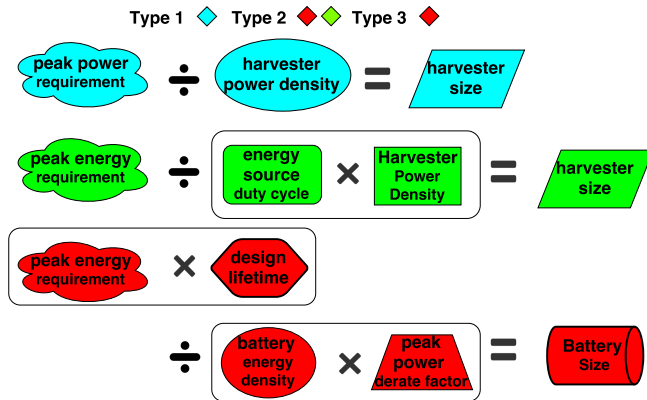 Type 1 Type 2 Type 3
peak power
requirement
÷
harvester
power density
=
harvester
size
peak energy
requirement
÷
energy
source
duty cycle
×
Harvester
Power
Density
=
harvester
size
peak energy
requirement
×
design
lifetime
÷
battery
energy
density
×
peak
power
derate factor
=
Battery
Size